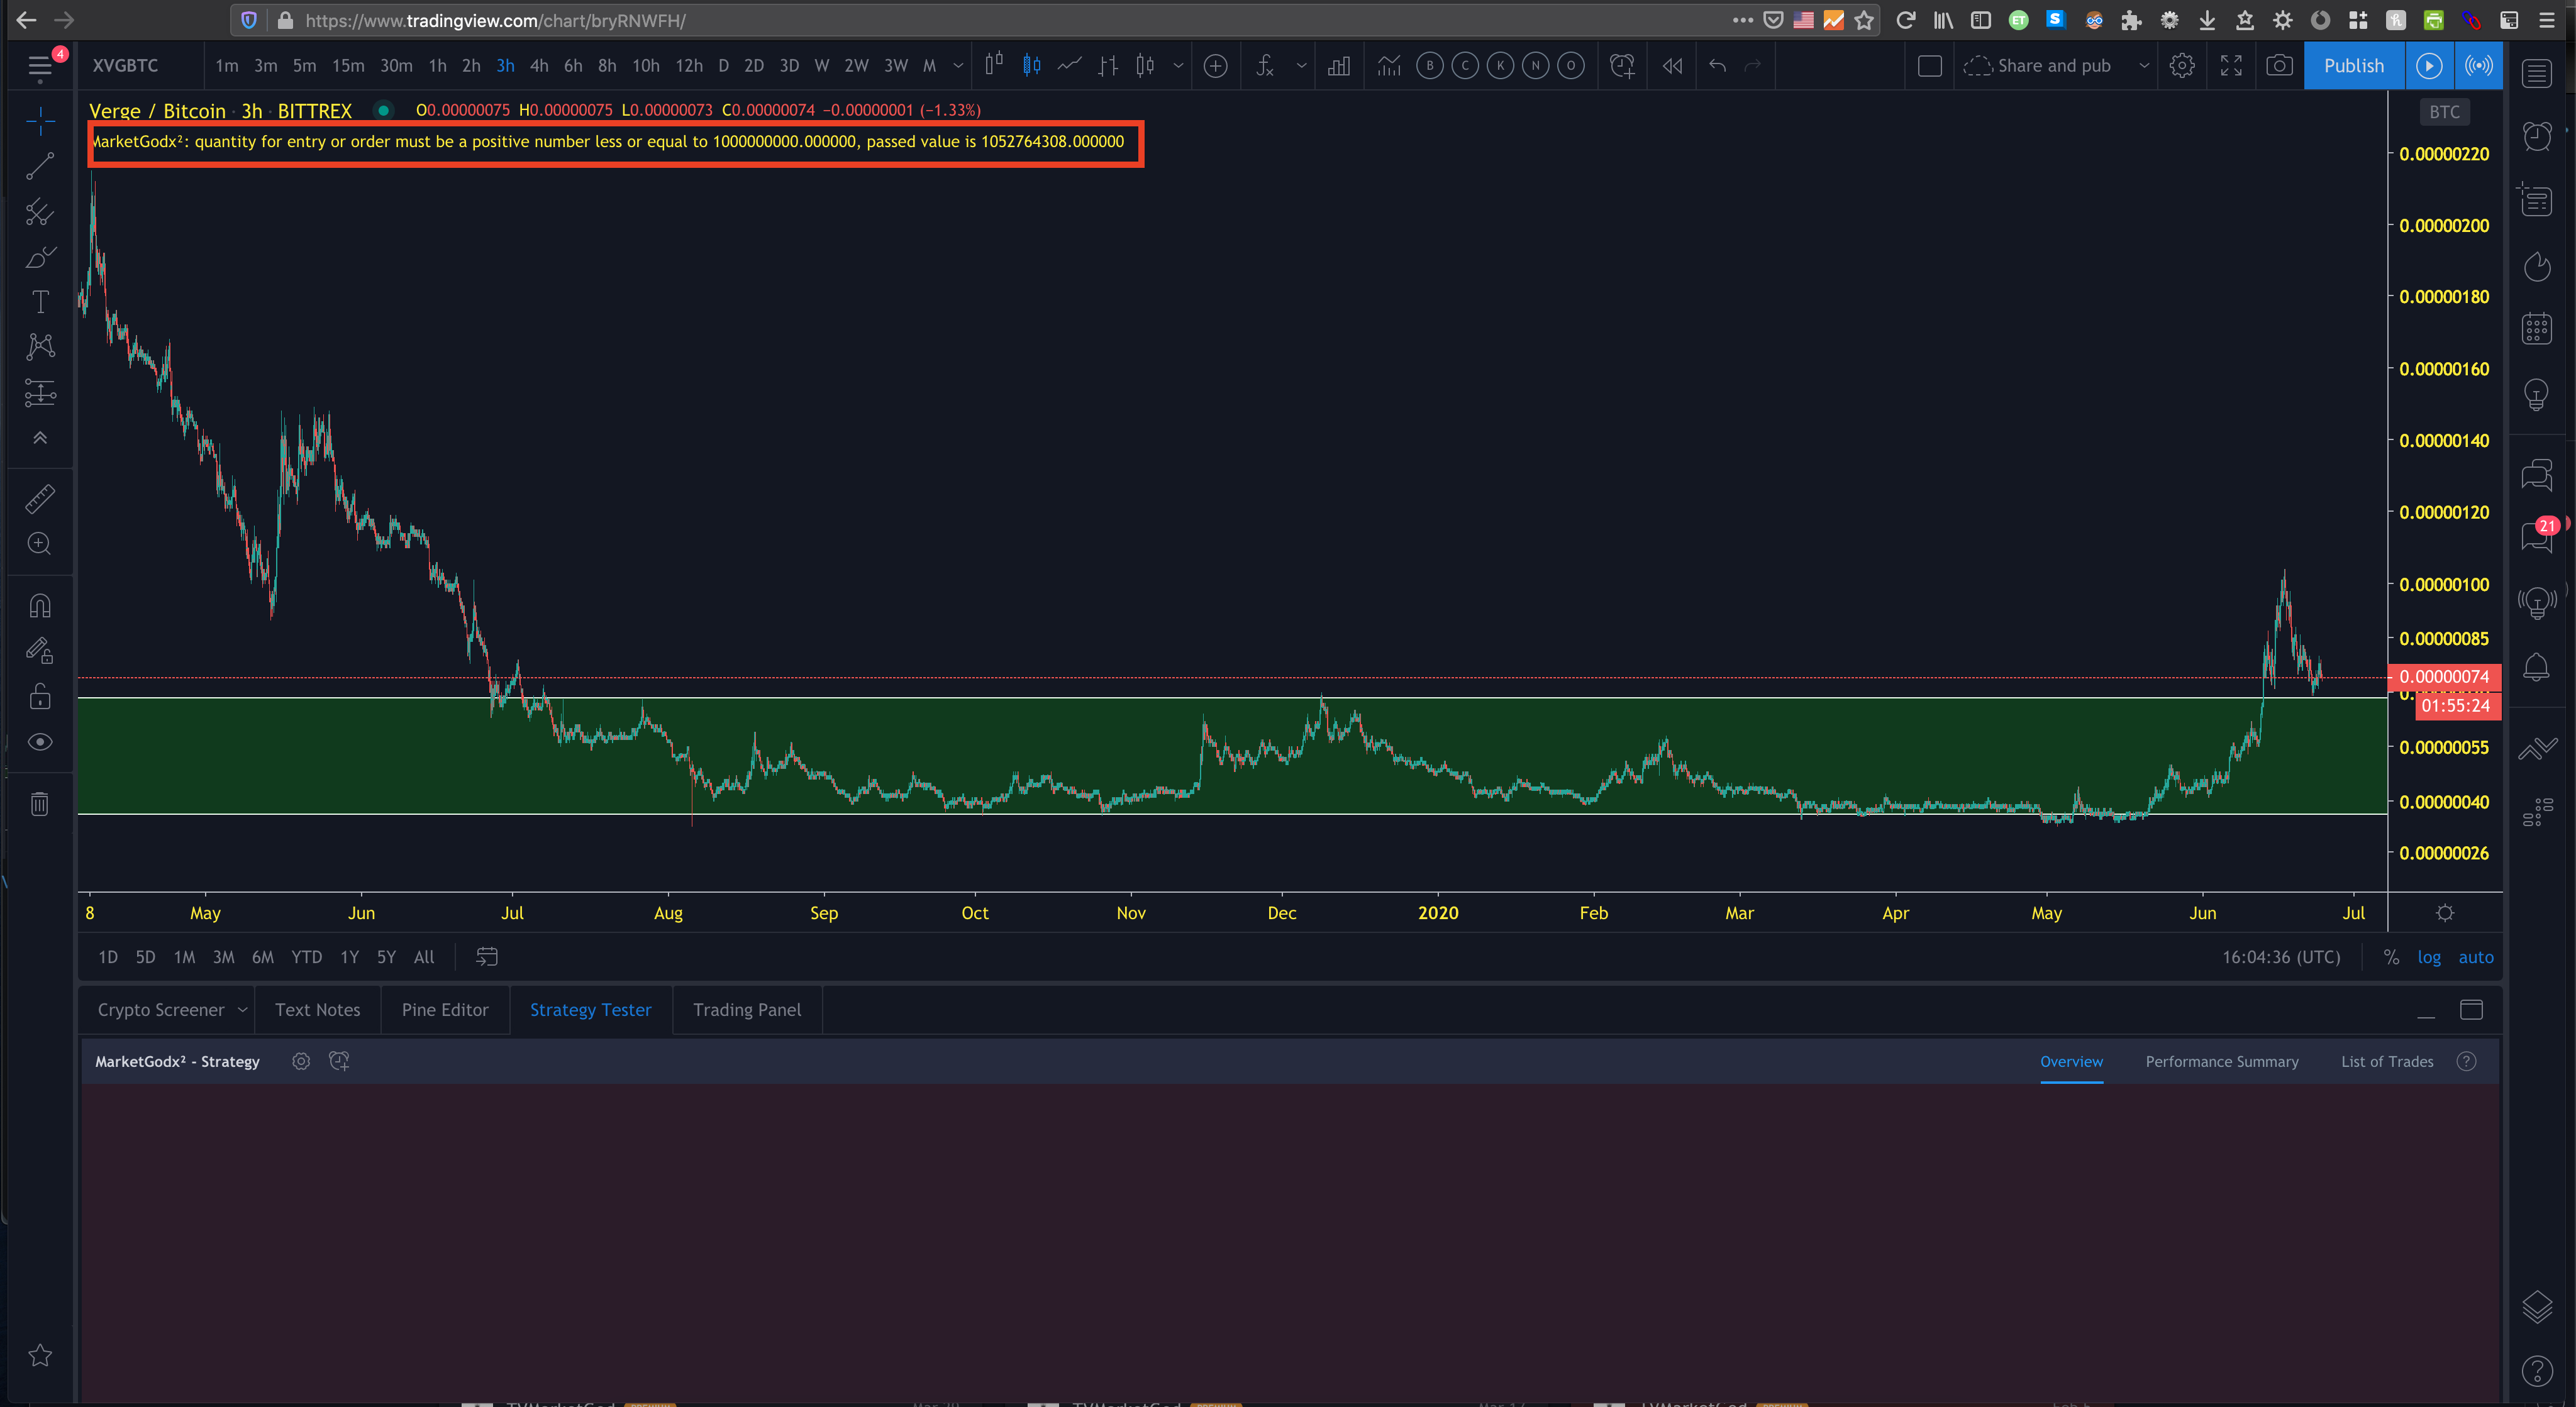 https://www.tradingview.com/chart/bryRNWFH/
4
XVGBTC 1m 3m 5m 15m 30m 1h 2h 3h 4h 6h 8h 10h 12h D 2D 3D W 2W 3W M B C K N O Share and pub Publish
Verge / Bitcoin · 3h · BITTREX O0.00000075 H0.00000075 L0.00000073 C0.00000074 −0.00000001 (−1.33%)
MarketGodx²: quantity for entry or order must be a positive number less or equal to 1000000000.000000, passed value is 1052764308.000000
BTC
0.00000220
0.00000200
0.00000180
0.00000160
0.00000140
0.00000120
0.00000100
0.00000085
0.00000074
01:55:24
0.00000055
0.00000040
0.00000026
21
8 May Jun Jul Aug Sep Oct Nov Dec 2020 Feb Mar Apr May Jun Jul
1D 5D 1M 3M 6M YTD 1Y 5Y All 16:04:36 (UTC) % log auto
Crypto Screener Text Notes Pine Editor Strategy Tester Trading Panel
MarketGodx² - Strategy Overview Performance Summary List of Trades